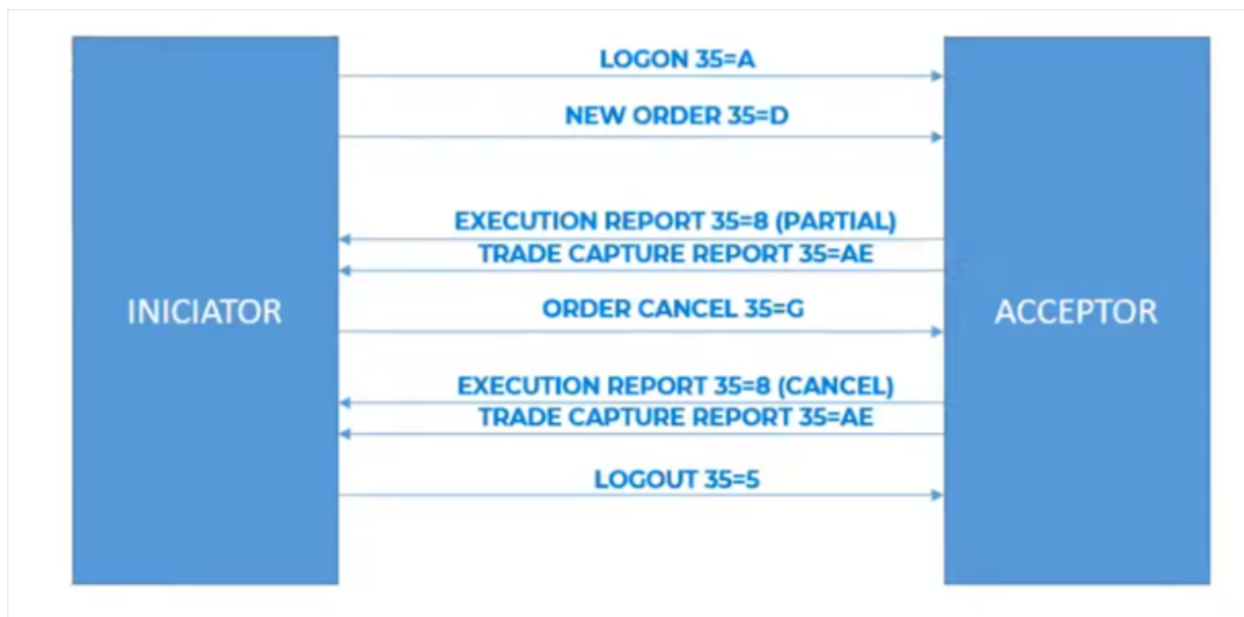 LOGON 35=A
NEW ORDER 35=D
EXECUTION REPORT 35=8 (PARTIAL)
TRADE CAPTURE REPORT 35=AE
INICIATOR
ORDER CANCEL 35=G
ACCEPTOR
EXECUTION REPORT 35=8 (CANCEL)
TRADE CAPTURE REPORT 35=AE
LOGOUT 35=5